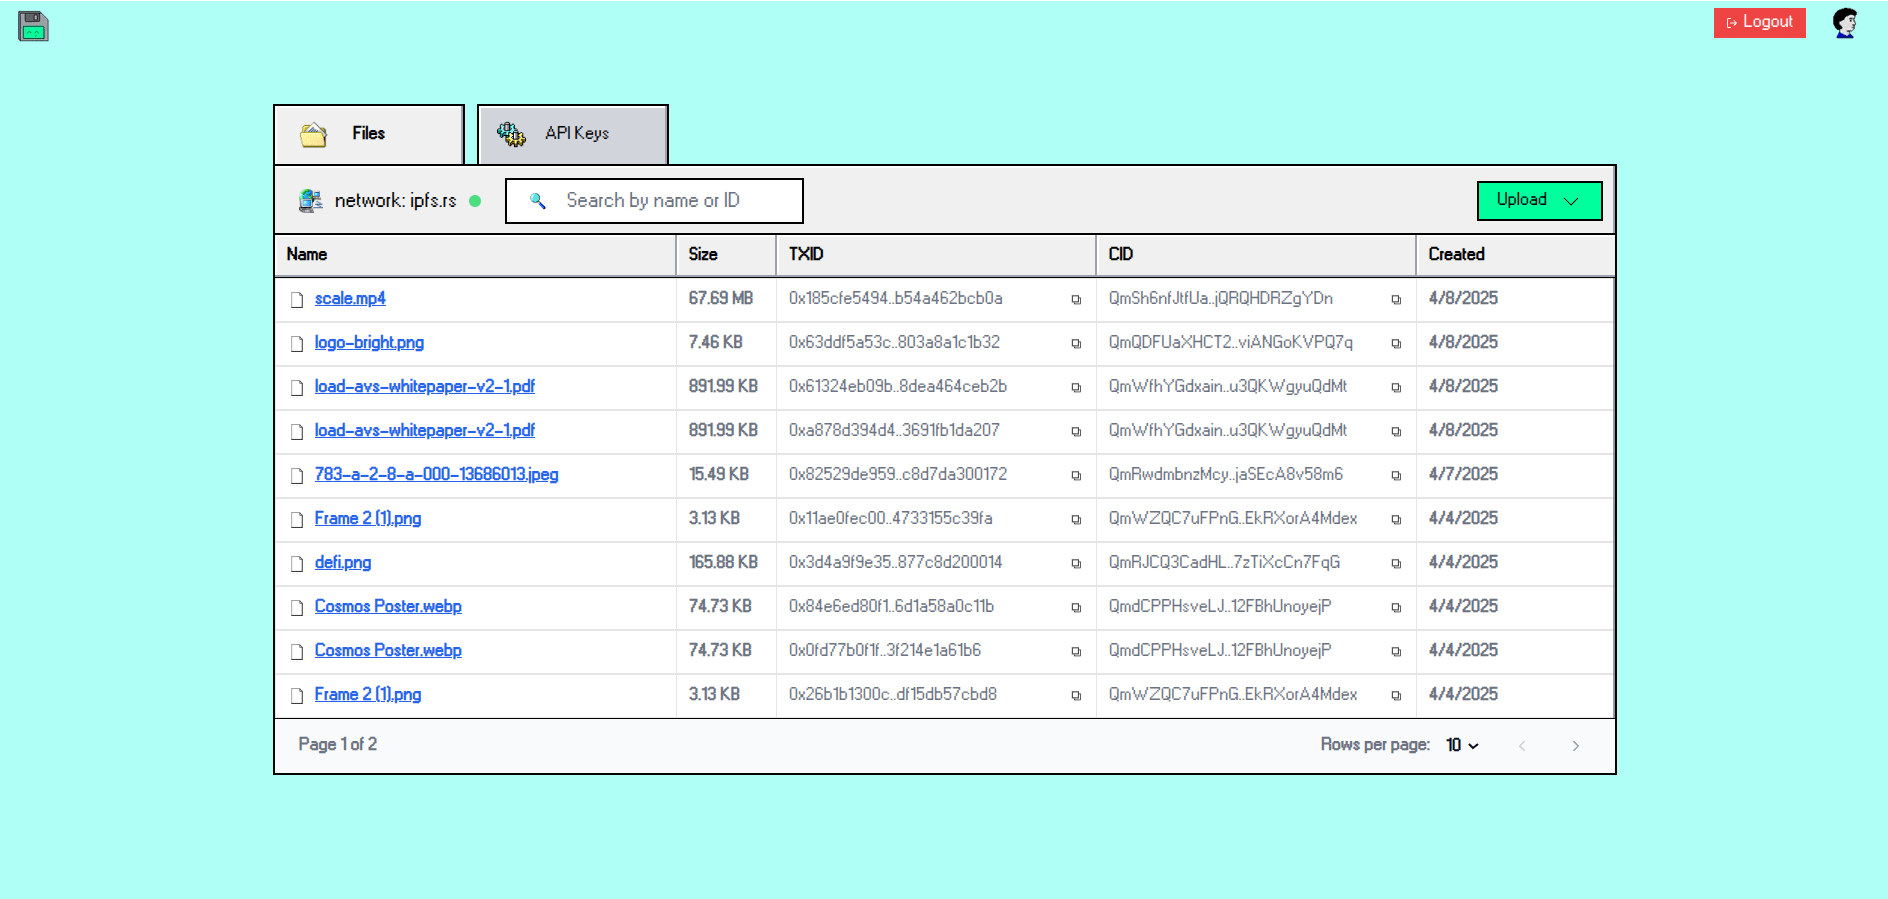 Logout
Files API Keys
network: ipfs.rs Search by name or ID Upload
Name Size TXID CID Created
scale.mp4 67.69 MB 0x185cfe5494..b54a462bcb0a QmSh6nfJtfUa..jQRQHDRZgYDn 4/8/2025
logo-bright.png 7.46 KB 0x63ddf5a53c..803a8a1c1b32 QmQDFUaXHCT2..viANGoKVPQ7q 4/8/2025
load-avs-whitepaper-v2-1.pdf 891.99 KB 0x61324eb09b..8dea464ceb2b QmWfhYGdxain..u3QKWgyuQdMt 4/8/2025
load-avs-whitepaper-v2-1.pdf 891.99 KB 0xa878d394d4..3691fb1da207 QmWfhYGdxain..u3QKWgyuQdMt 4/8/2025
783-a-2-8-a-000-13686013.jpeg 15.49 KB 0x82529de959..c8d7da300172 QmRwdmbnzMcy..jaSEcA8v58m6 4/7/2025
Frame 2 (1).png 3.13 KB 0x11ae0fec00..4733155c39fa QmWZQC7uFPnG..EkRXorA4Mdex 4/4/2025
defi.png 165.88 KB 0x3d4a9f9e35..877c8d200014 QmRJCQ3CadHL..7zTiXcCn7FqG 4/4/2025
Cosmos Poster.webp 74.73 KB 0x84e6ed80f1..6d1a58a0c11b QmdCPPHsveLJ..12FBhUnoyejP 4/4/2025
Cosmos Poster.webp 74.73 KB 0x0fd77b0f1f..3f214e1a61b6 QmdCPPHsveLJ..12FBhUnoyejP 4/4/2025
Frame 2 (1).png 3.13 KB 0x26b1b1300c..df15db57cbd8 QmWZQC7uFPnG..EkRXorA4Mdex 4/4/2025
Page 1 of 2 Rows per page: 10